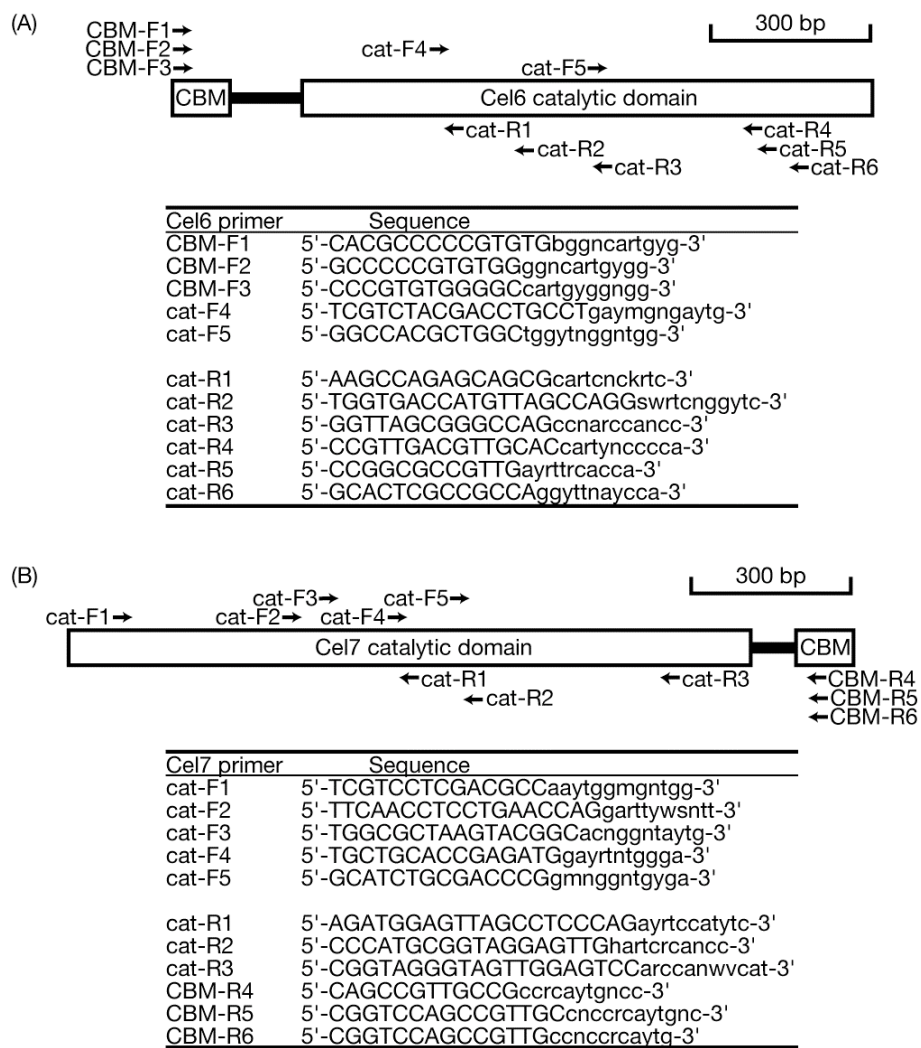 (A)
300 bp
CBM-F1
CBM-F2
CBM-F3
cat-F4
cat-F5
CBM
Cel6 catalytic domain
cat-R1
cat-R2
cat-R3
cat-R4
cat-R5
cat-R6
Cel6 primer Sequence
CBM-F1 5'-CACGCCCCCGTGTGbggncartgyg-3'
CBM-F2 5'-GCCCCCGTGTGGggncartgygg-3'
CBM-F3 5'-CCCGTGTGGGGCcartgyggngg-3'
cat-F4 5'-TCGTCTACGACCTGCCTgaymgngaytg-3'
cat-F5 5'-GGCCACGCTGGCtggytnggntgg-3'
cat-R1 5'-AAGCCAGAGCAGCGcartcnckrtc-3'
cat-R2 5'-TGGTGACCATGTTAGCCAGGswrtcnggytc-3'
cat-R3 5'-GGTTAGCGGGCCAGccnarccancc-3'
cat-R4 5'-CCGTTGACGTTGCACcartynccccca-3'
cat-R5 5'-CCGGCGCCGTTGayrttrcacca-3'
cat-R6 5'-GCACTCGCCGCCAggyttnaycca-3'
(B)
300 bp
cat-F1
cat-F2
cat-F3
cat-F4
cat-F5
Cel7 catalytic domain
CBM
cat-R1
cat-R2
cat-R3
CBM-R4
CBM-R5
CBM-R6
Cel7 primer Sequence
cat-F1 5'-TCGTCCTCGACGCCaaytggmgntgg-3'
cat-F2 5'-TTCAACCTCCTGAACCAGgarttywsntt-3'
cat-F3 5'-TGGCGCTAAGTACGGCacnggntaytg-3'
cat-F4 5'-TGCTGCACCGAGATGgayrtntggga-3'
cat-F5 5'-GCATCTGCGACCCGgmnggntgyga-3'
cat-R1 5'-AGATGGAGTTAGCCTCCCAGayrtccatytc-3'
cat-R2 5'-CCCATGCGGTAGGAGTTGhartcrcancc-3'
cat-R3 5'-CGGTAGGGTAGTTGGAGTCCarccanwvcat-3'
CBM-R4 5'-CAGCCGTTGCCGccrcaytgncc-3'
CBM-R5 5'-CGGTCCAGCCGTTGCcnccrcaytgnc-3'
CBM-R6 5'-CGGTCCAGCCGTTGccnccrcaytg-3'